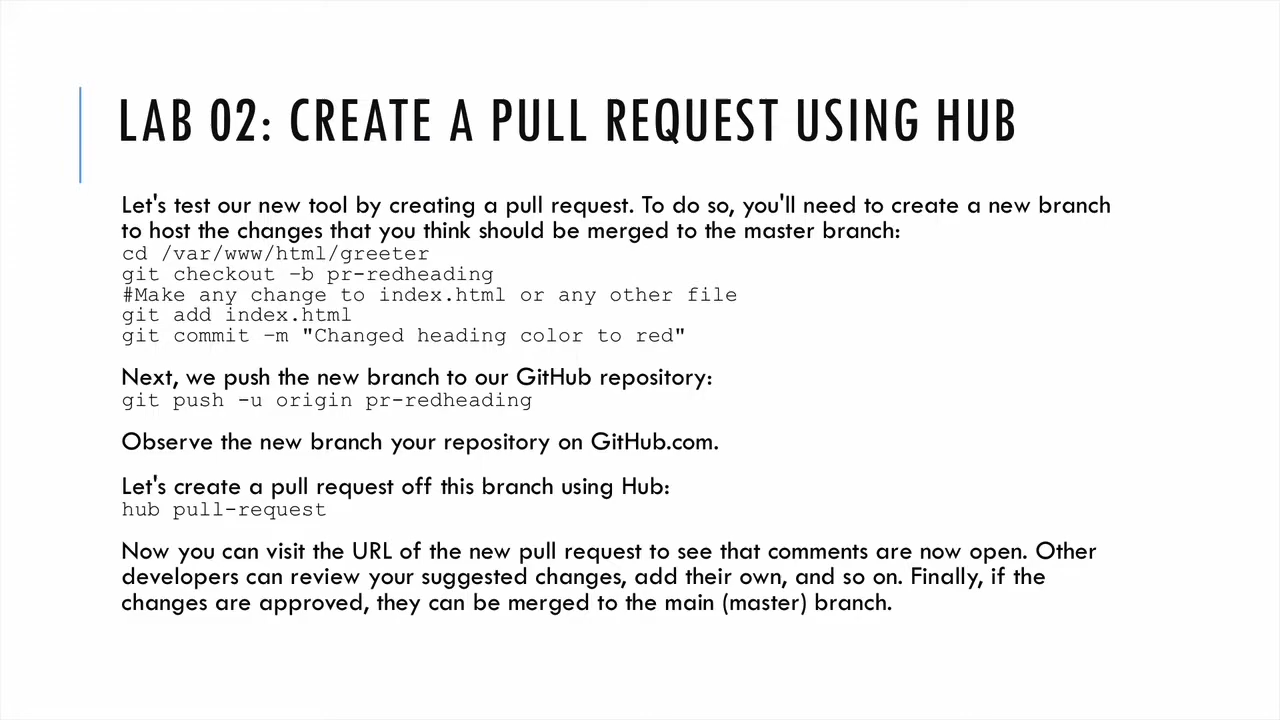 LAB 02: CREATE A PULL REQUEST USING HUB
Let's test our new tool by creating a pull request. To do so, you'll need to create a new branch
to host the changes that you think should be merged to the master branch:
cd /var/www/html/greeter
git checkout –b pr-redheading
#Make any change to index.html or any other file
git add index.html
git commit –m "Changed heading color to red"
Next, we push the new branch to our GitHub repository:
git push -u origin pr-redheading
Observe the new branch your repository on GitHub.com.
Let's create a pull request off this branch using Hub:
hub pull-request
Now you can visit the URL of the new pull request to see that comments are now open. Other
developers can review your suggested changes, add their own, and so on. Finally, if the
changes are approved, they can be merged to the main (master) branch.